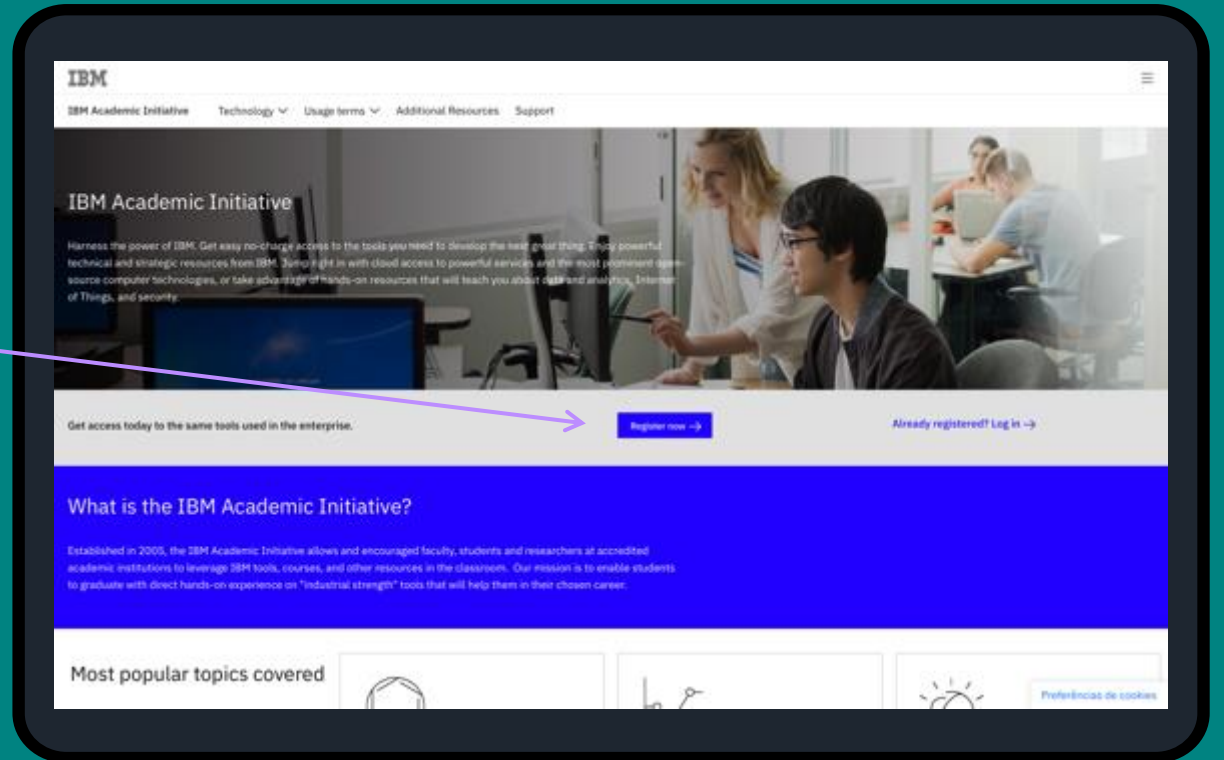 IBM
IBM Academic Initiative Technology Usage terms Additional Resources Support
IBM Academic Initiative
Harness the power of IBM. Get easy no-charge access to the tools you need to develop the next great thing. Enjoy powerful
technical and strategic resources from IBM. Jump right in with cloud access to powerful services and the most prominent open-
source computer technologies, or take advantage of hands-on resources that will teach you about data and analytics, Internet
of Things, and security.
Get access today to the same tools used in the enterprise.
Register now →
Already registered? Log in →
What is the IBM Academic Initiative?
Established in 2005, the IBM Academic Initiative allows and encouraged faculty, students and researchers at accredited
academic institutions to leverage IBM tools, courses, and other resources in the classroom. Our mission is to enable students
to graduate with direct hands-on experience on "industrial strength" tools that will help them in their chosen career.
Most popular topics covered
Preferências de cookies